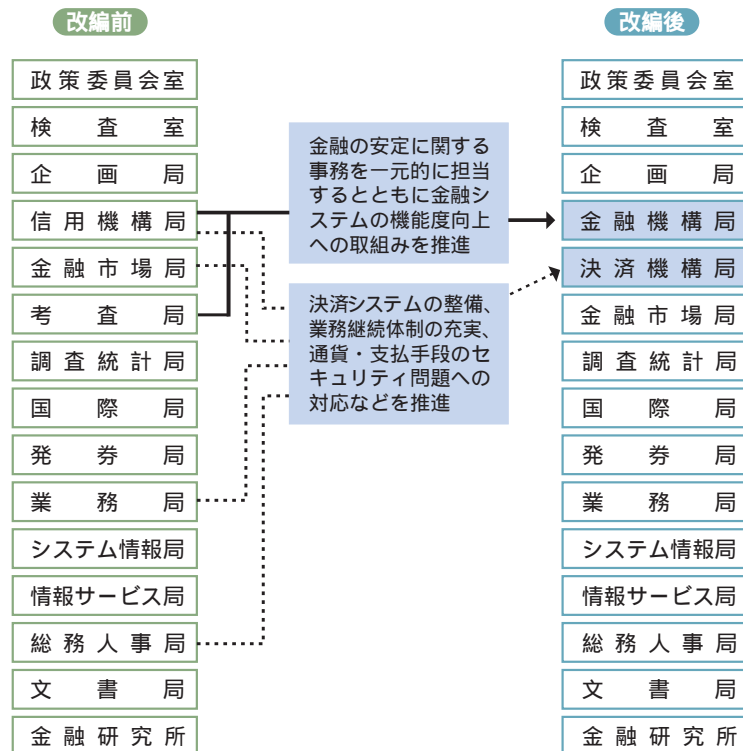 改編前
政策委員会室
検査室
企画局
信用機構局
金融市場局
考査局
調査統計局
国際局
発券局
業務局
システム情報局
情報サービス局
総務人事局
文書局
金融研究所
金融の安定に関する
事務を一元的に担当
するとともに金融シ
ステムの機能度向上
への取組みを推進
決済システムの整備、
業務継続体制の充実、
通貨・支払手段のセ
キュリティ問題への
対応などを推進
改編後
政策委員会室
検査室
企画局
金融機構局
決済機構局
金融市場局
調査統計局
国際局
発券局
業務局
システム情報局
情報サービス局
総務人事局
文書局
金融研究所